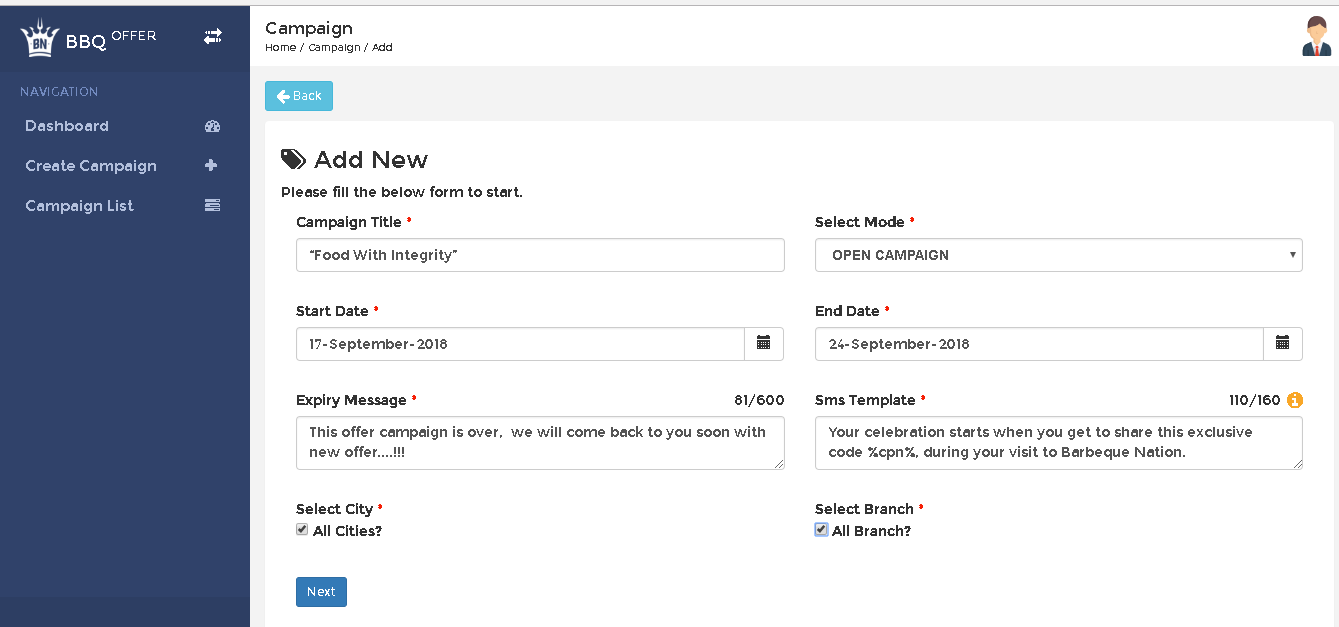 BN BBQ OFFER
NAVIGATION
Dashboard
Create Campaign
Campaign List
Campaign
Home / Campaign / Add
Back
Add New
Please fill the below form to start.
Campaign Title *
“Food With Integrity”
Select Mode *
OPEN CAMPAIGN
Start Date *
17-September-2018
End Date *
24-September-2018
Expiry Message * 81/600
This offer campaign is over,  we will come back to you soon with
new offer....!!!
Sms Template * 110/160
Your celebration starts when you get to share this exclusive
code %cpn%, during your visit to Barbeque Nation.
Select City *
All Cities?
Select Branch *
All Branch?
Next